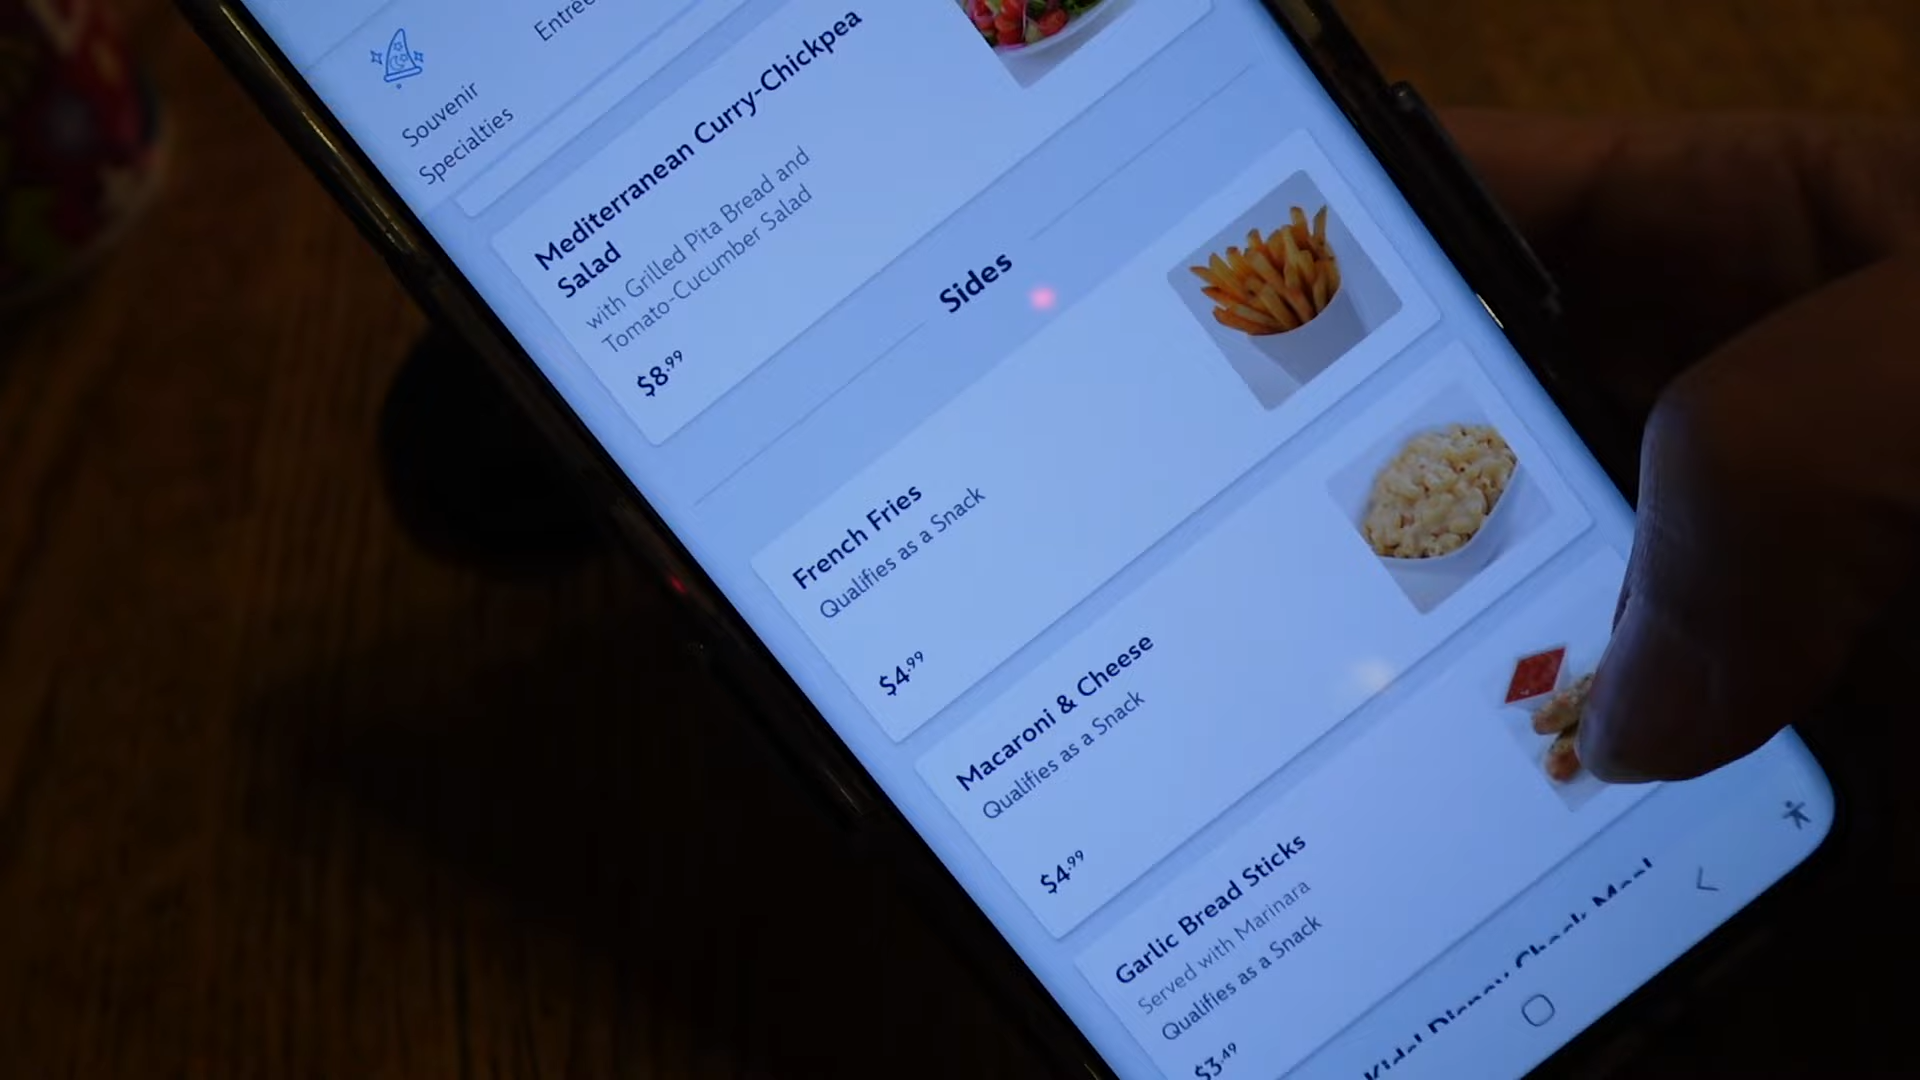 Souvenir
Specialties
Mediterranean Curry-Chickpea
Salad
with Grilled Pita Bread and
Tomato-Cucumber Salad
$8.99
Sides
French Fries
Qualifies as a Snack
$4.99
Macaroni & Cheese
Qualifies as a Snack
$4.99
Garlic Bread Sticks
Served with Marinara
Qualifies as a Snack
$3.49